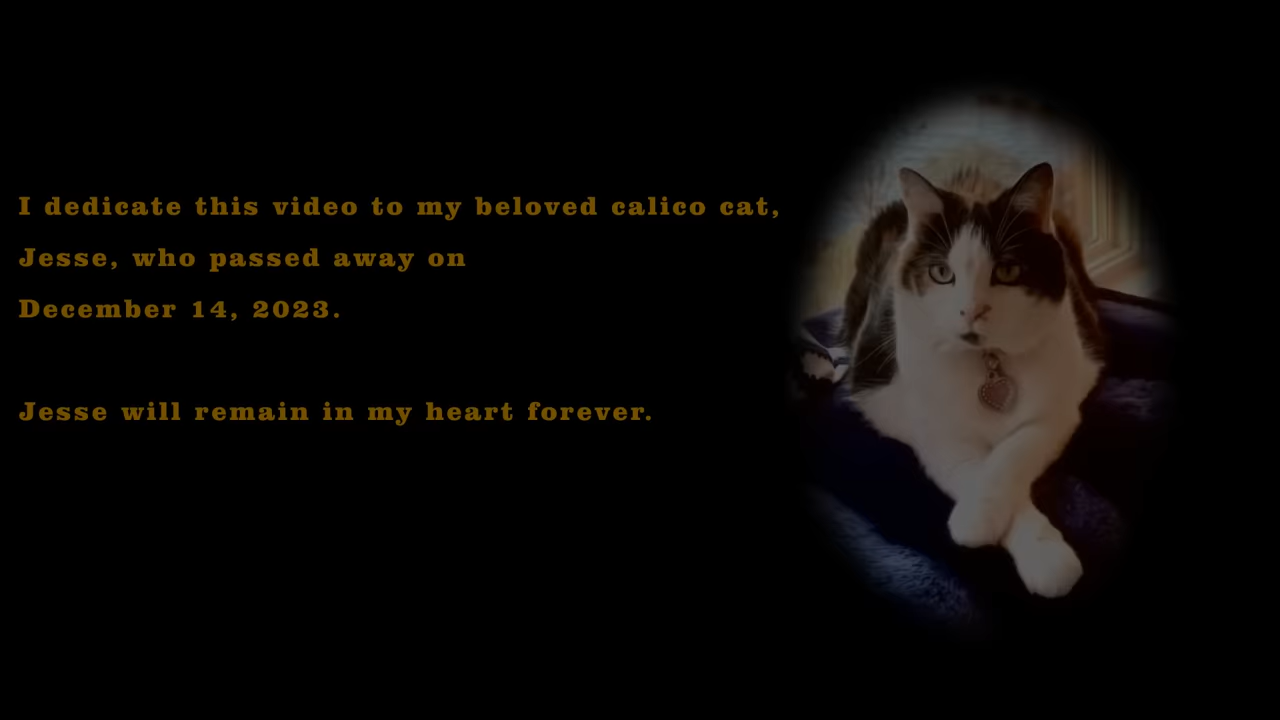 I dedicate this video to my beloved calico cat,
Jesse, who passed away on
December 14, 2023.
Jesse will remain in my heart forever.